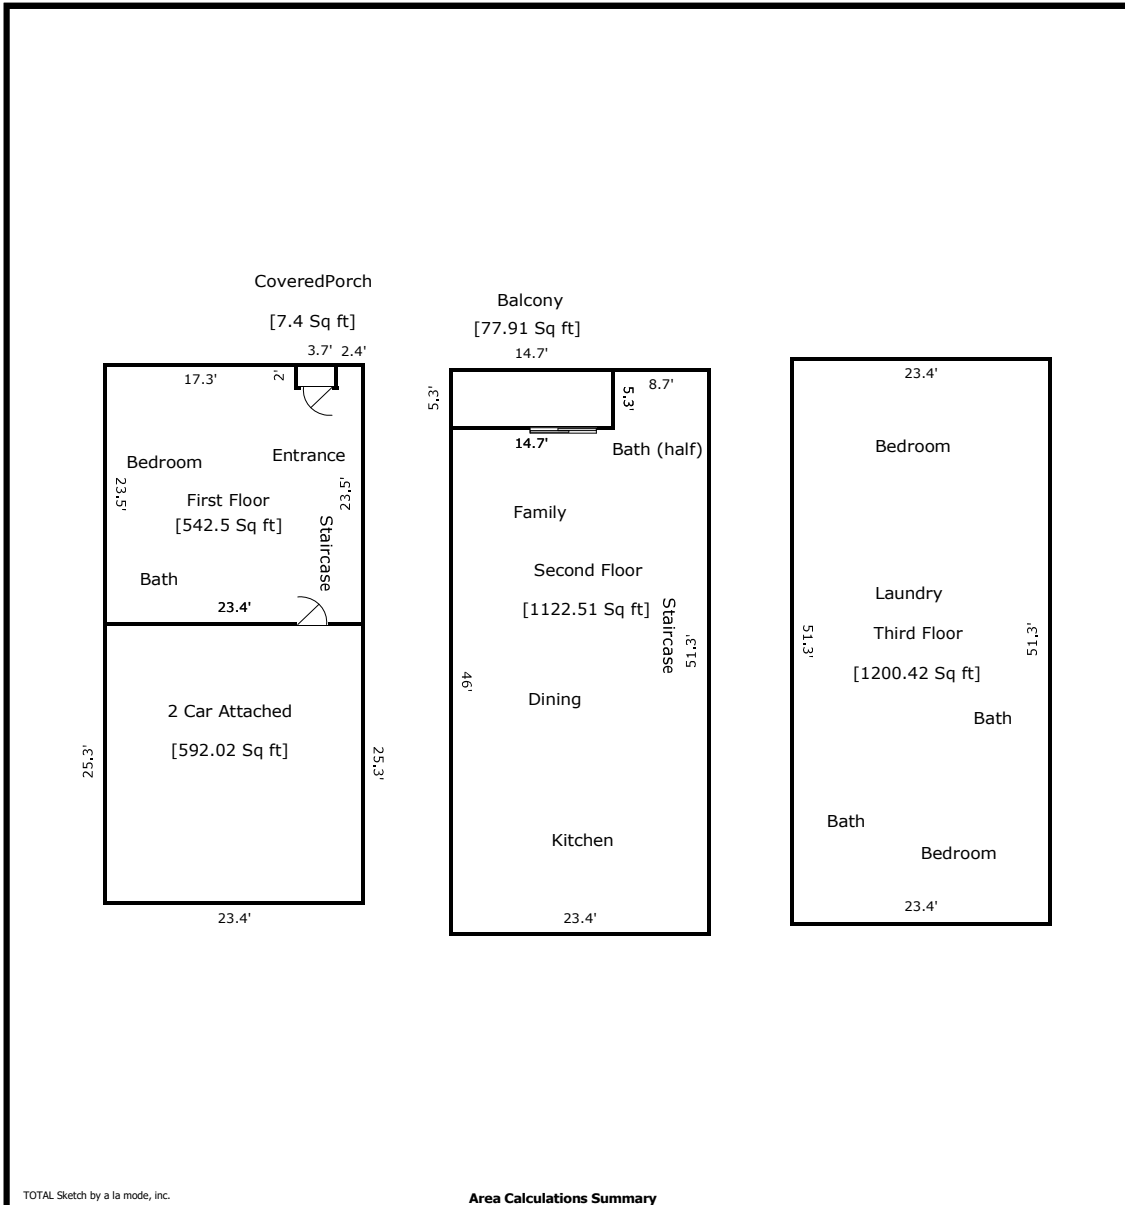 CoveredPorch
[7.4 Sq ft]
3.7' 2.4'
17.3'
2'
Bedroom
Entrance
23.5'
23.5'
First Floor
[542.5 Sq ft]
Staircase
Bath
23.4'
2 Car Attached
[592.02 Sq ft]
25.3'
25.3'
23.4'
Balcony
[77.91 Sq ft]
14.7'
5.3'
5.3'
8.7'
14.7'
Bath (half)
Family
Second Floor
[1122.51 Sq ft]
Staircase
51.3'
46'
Dining
Kitchen
23.4'
23.4'
Bedroom
Laundry
Third Floor
51.3'
51.3'
[1200.42 Sq ft]
Bath
Bath
Bedroom
23.4'
TOTAL Sketch by a la mode, inc.
Area Calculations Summary